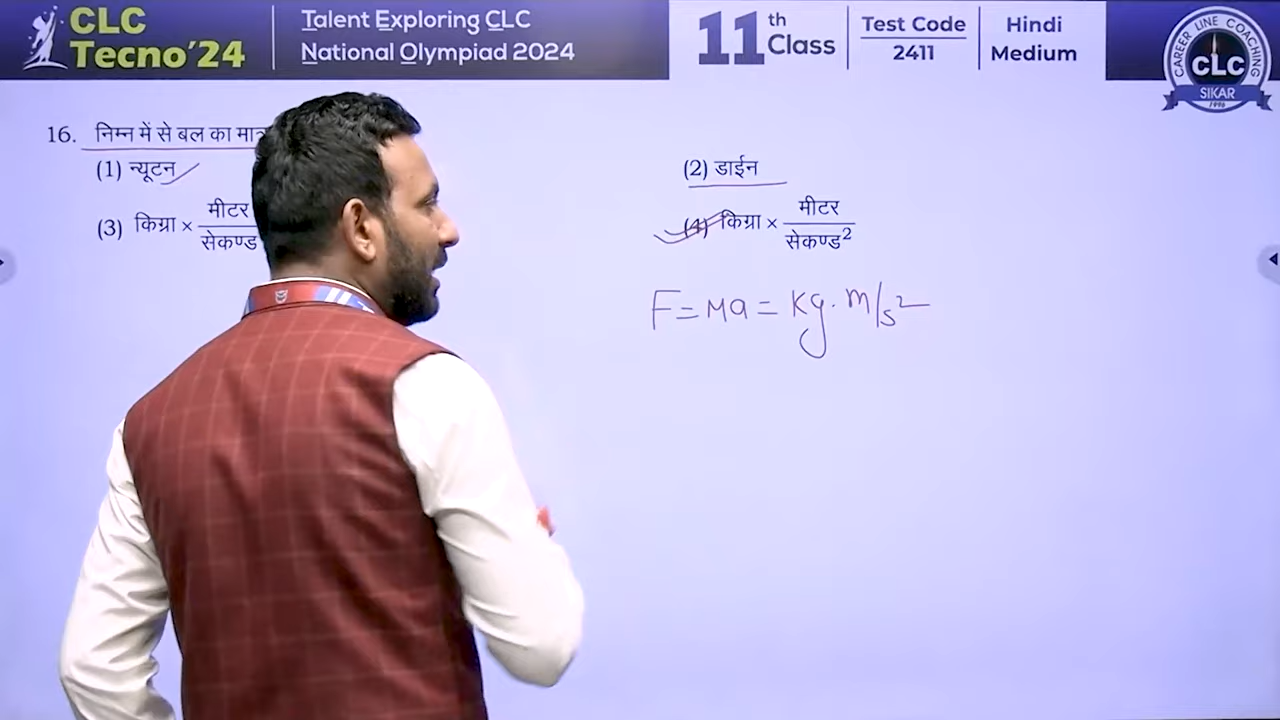 CLC
Tecno'24
Talent Exploring CLC
National Olympiad 2024
11th Class
Test Code
2411
Hindi
Medium
CAREER LINE COACHING
CLC
SIKAR
1996
16. निम्न में से बल का
(1) न्यूटन
(2) डाईन
(3) किग्रा × मीटर/सेकण्ड
(4) किग्रा × मीटर/सेकण्ड²
F = Ma = Kg. m/s²